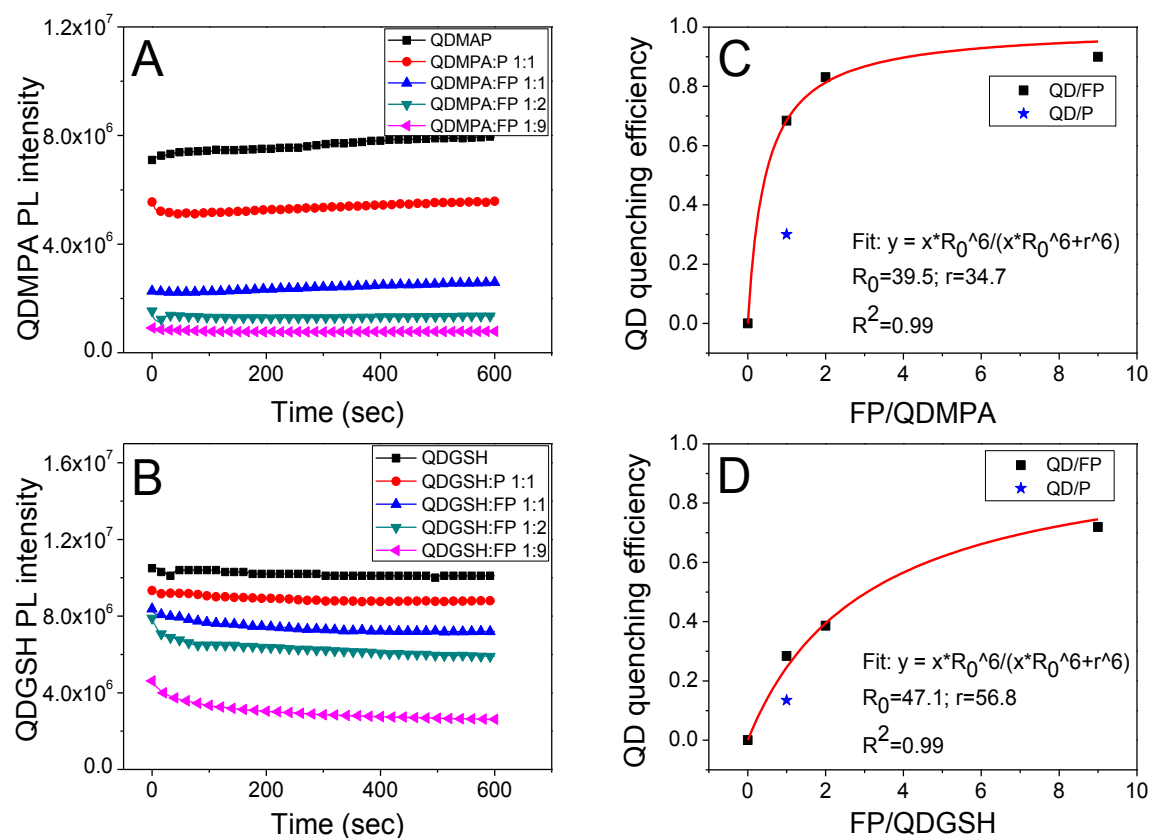 A
QDMPA PL intensity
1.2x10^7
8.0x10^6
4.0x10^6
0.0
QDMAP
QDMPA:P 1:1
QDMPA:FP 1:1
QDMPA:FP 1:2
QDMPA:FP 1:9
0 200 400 600
Time (sec)
C
QD quenching efficiency
1.0
0.8
0.6
0.4
0.2
0.0
QD/FP
QD/P
Fit: y = x*R_0^6/(x*R_0^6+r^6)
R_0=39.5; r=34.7
R^2=0.99
0 2 4 6 8 10
FP/QDMPA
B
QDGSH PL intensity
1.6x10^7
1.2x10^7
8.0x10^6
4.0x10^6
0.0
QDGSH
QDGSH:P 1:1
QDGSH:FP 1:1
QDGSH:FP 1:2
QDGSH:FP 1:9
0 200 400 600
Time (sec)
D
QD quenching efficiency
1.0
0.8
0.6
0.4
0.2
0.0
QD/FP
QD/P
Fit: y = x*R_0^6/(x*R_0^6+r^6)
R_0=47.1; r=56.8
R^2=0.99
0 2 4 6 8 10
FP/QDGSH